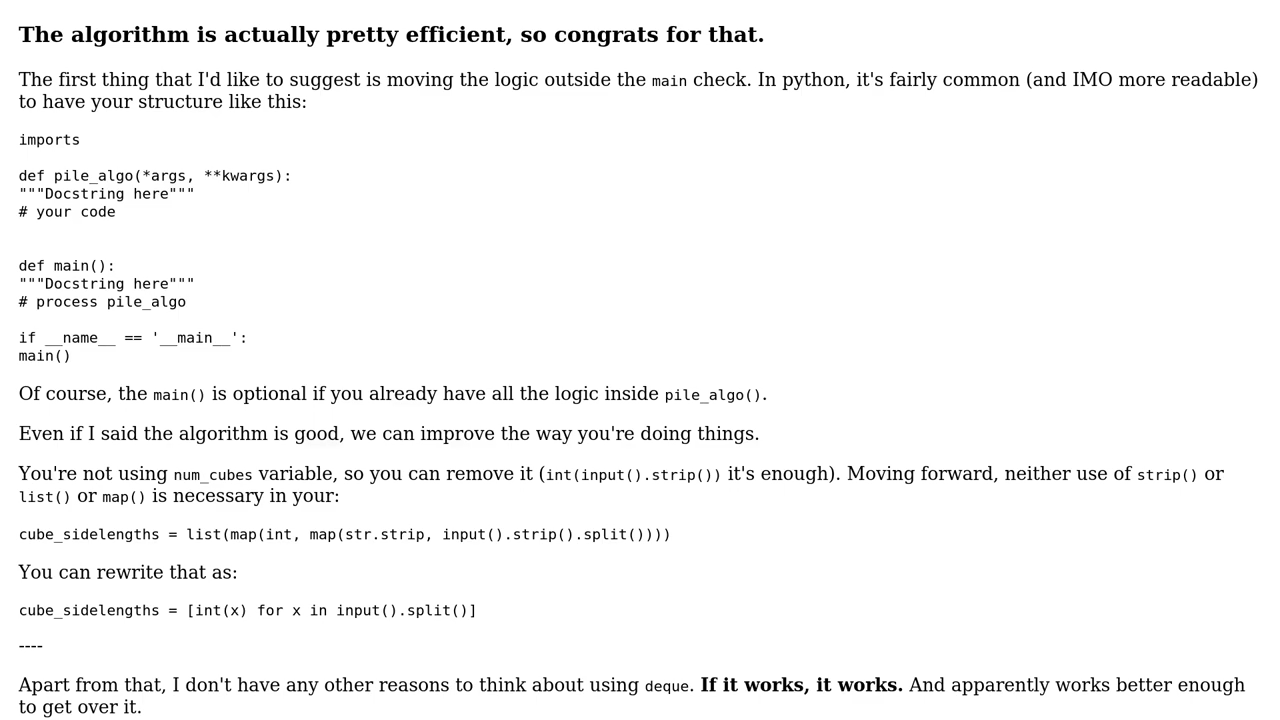 The algorithm is actually pretty efficient, so congrats for that.
The first thing that I'd like to suggest is moving the logic outside the main check. In python, it's fairly common (and IMO more readable)
to have your structure like this:
imports
def pile_algo(*args, **kwargs):
"""Docstring here"""
# your code
def main():
"""Docstring here"""
# process pile_algo
if __name__ == '__main__':
main()
Of course, the main() is optional if you already have all the logic inside pile_algo().
Even if I said the algorithm is good, we can improve the way you're doing things.
You're not using num_cubes variable, so you can remove it (int(input().strip()) it's enough). Moving forward, neither use of strip() or
list() or map() is necessary in your:
cube_sidelengths = list(map(int, map(str.strip, input().strip().split())))
You can rewrite that as:
cube_sidelengths = [int(x) for x in input().split()]
----
Apart from that, I don't have any other reasons to think about using deque. If it works, it works. And apparently works better enough
to get over it.